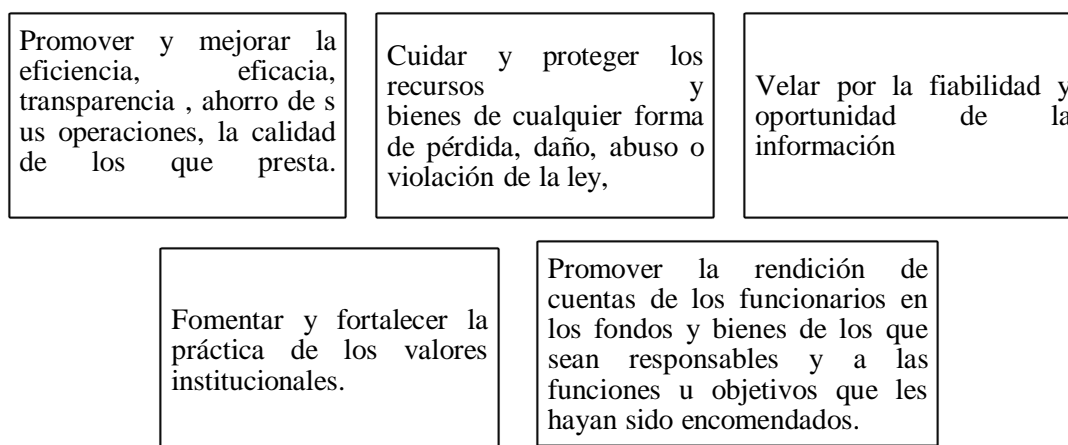 Promover y mejorar la
eficiencia, eficacia,
transparencia , ahorro de s
us operaciones, la calidad
de los que presta.
Cuidar y proteger los
recursos y
bienes de cualquier forma
de pérdida, daño, abuso o
violación de la ley,
Velar por la fiabilidad y
oportunidad de la
información
Fomentar y fortalecer la
práctica de los valores
institucionales.
Promover la rendición de
cuentas de los funcionarios en
los fondos y bienes de los que
sean responsables y a las
funciones u objetivos que les
hayan sido encomendados.